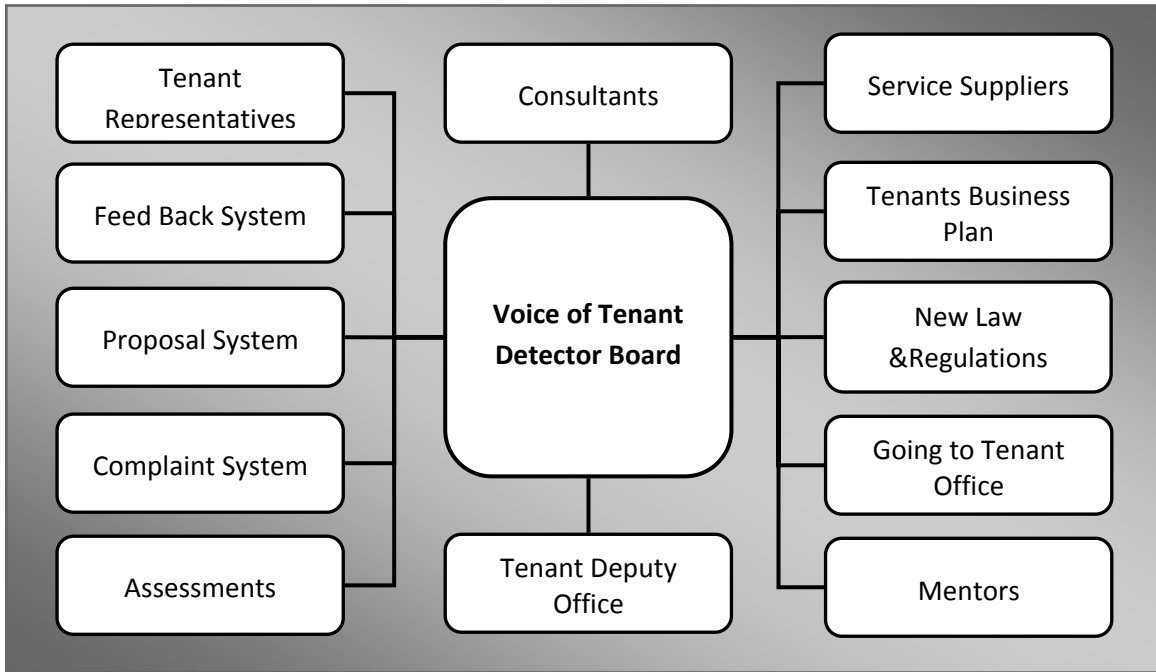 Tenant
Representatives
Feed Back System
Proposal System
Complaint System
Assessments
Consultants
Voice of Tenant
Detector Board
Tenant Deputy
Office
Service Suppliers
Tenants Business
Plan
New Law
&Regulations
Going to Tenant
Office
Mentors